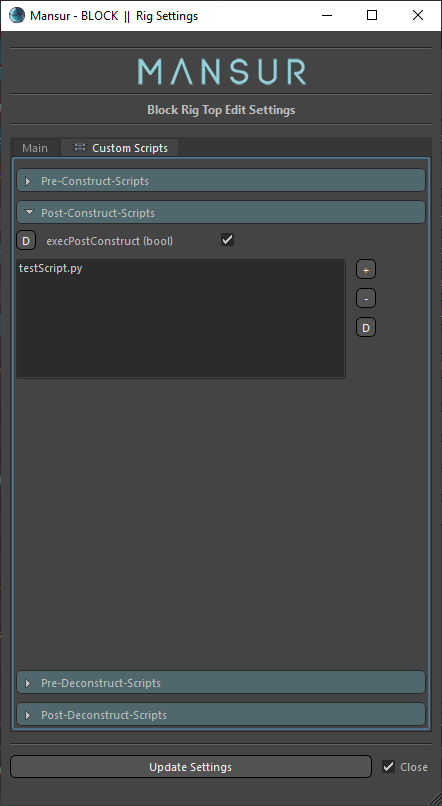 Mansur - BLOCK || Rig Settings
MANSUR
Block Rig Top Edit Settings
Main Custom Scripts
Pre-Construct-Scripts
Post-Construct-Scripts
D execPostConstruct (bool)
testScript.py
+
-
D
Pre-Deconstruct-Scripts
Post-Deconstruct-Scripts
Update Settings Close